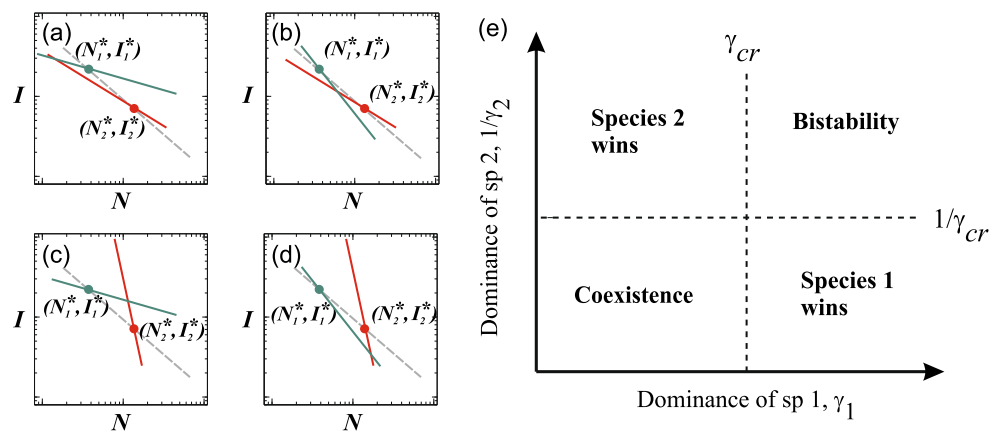 (a)
(N₁*, I₁*)
I
(N₂*, I₂*)
N
(b)
(N₁*, I₁*)
(N₂*, I₂*)
N
(c)
I
(N₁*, I₁*)
(N₂*, I₂*)
N
(d)
(N₁*, I₁*)
(N₂*, I₂*)
N
(e)
γcr
Dominance of sp 2, 1/γ₂
Species 2
wins
Bistability
1/γcr
Coexistence
Species 1
wins
Dominance of sp 1, γ₁